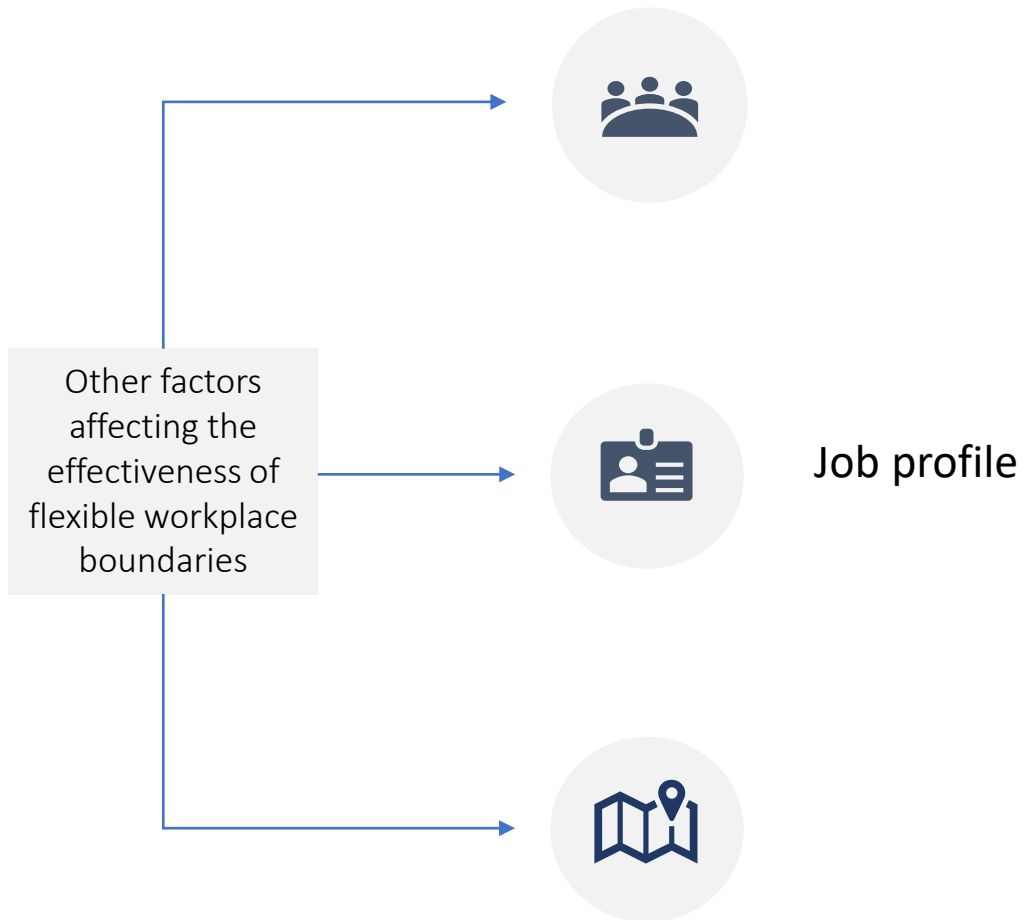 Other factors
affecting the
effectiveness of
flexible workplace
boundaries
Job profile